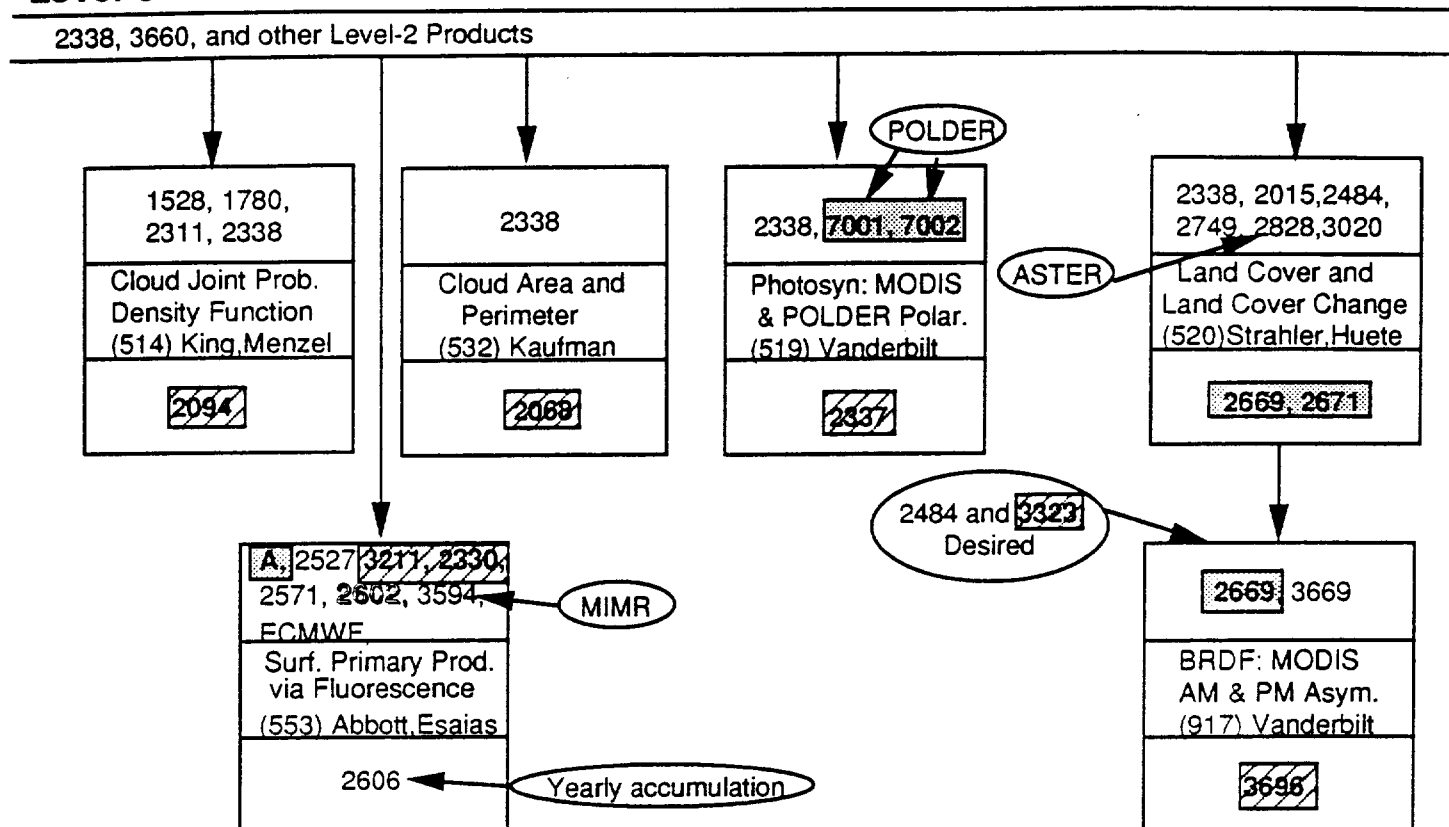 2338, 3660, and other Level-2 Products
POLDER
1528, 1780,
2311, 2338
Cloud Joint Prob.
Density Function
(514) King,Menzel
2094
2338
Cloud Area and
Perimeter
(532) Kaufman
2068
2338, 7001, 7002
Photosyn: MODIS
& POLDER Polar.
(519) Vanderbilt
2337
ASTER
2338, 2015,2484,
2749, 2828,3020
Land Cover and
Land Cover Change
(520)Strahler,Huete
2669, 2671
A, 2527 3211, 2330,
2571, 2602, 3594,
ECMWF
MIMR
Surf. Primary Prod.
via Fluorescence
(553) Abbott,Esaias
2606
Yearly accumulation
2484 and 3323
Desired
2669, 3669
BRDF: MODIS
AM & PM Asym.
(917) Vanderbilt
3696